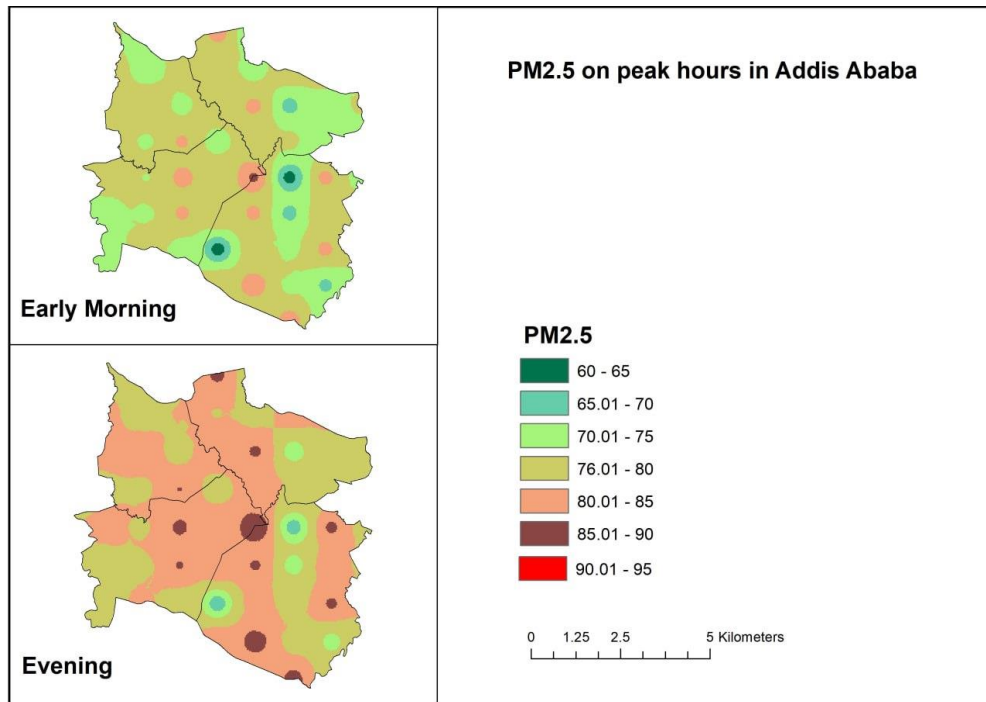 PM2.5 on peak hours in Addis Ababa
Early Morning
Evening
PM2.5
60 - 65
65.01 - 70
70.01 - 75
76.01 - 80
80.01 - 85
85.01 - 90
90.01 - 95
0 1.25 2.5 5 Kilometers